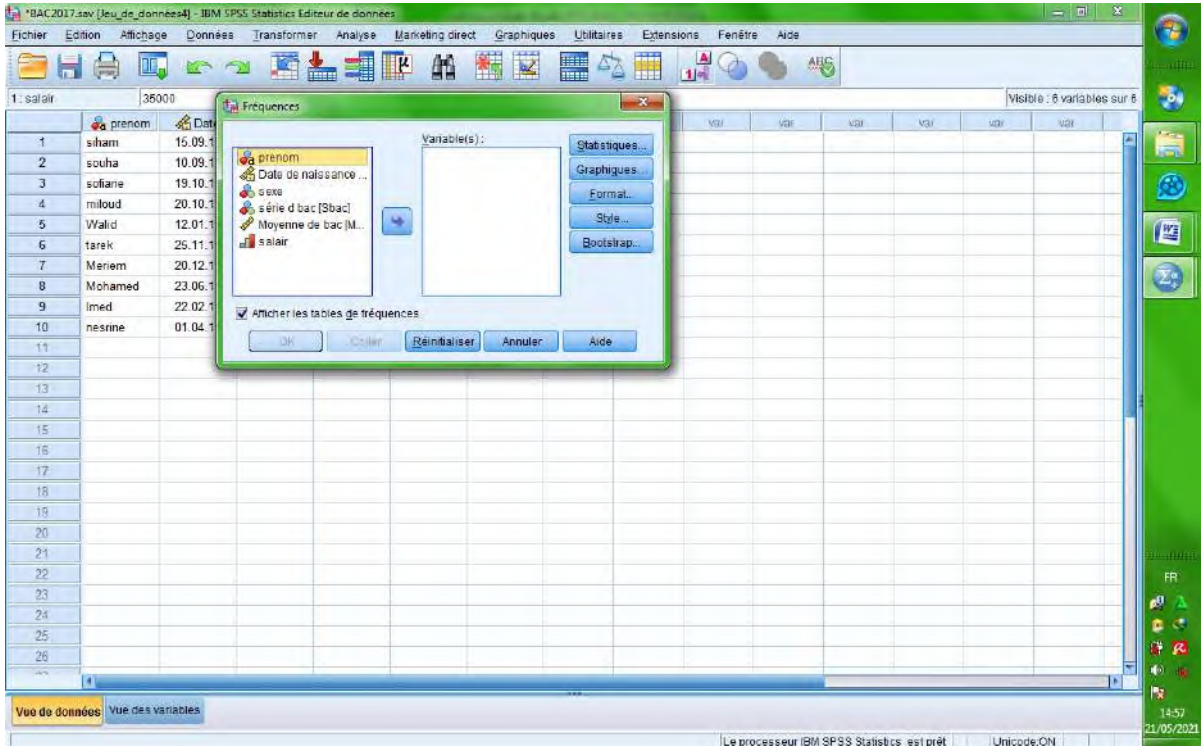 *BAC2017.sav [Jeu_de_données4] - IBM SPSS Statistics Editeur de données
Fichier Edition Affichage Données Transformer Analyse Marketing direct Graphiques Utilitaires Extensions Fenêtre Aide
1 : salair 35000 Visible : 6 variables sur 6
prenom Dat var var var var var var
1 siham 15.09.1
2 souha 10.09.1
3 sofiane 19.10.1
4 miloud 20.10.1
5 Walid 12.01.1
6 tarek 25.11.1
7 Meriem 20.12.1
8 Mohamed 23.06.1
9 Imed 22.02.1
10 nesrine 01.04.1
11
12
13
14
15
16
17
18
19
20
21
22
23
24
25
26
Fréquences
Variable(s) :
prenom
Date de naissance ...
sexe
série d bac [Sbac]
Moyenne de bac [M...
salair
Statistiques...
Graphiques...
Format...
Style...
Bootstrap...
Afficher les tables de fréquences
OK Coller Réinitialiser Annuler Aide
Vue de données Vue des variables
Le processeur IBM SPSS Statistics est prêt Unicode:ON
FR
14:57
21/05/2021